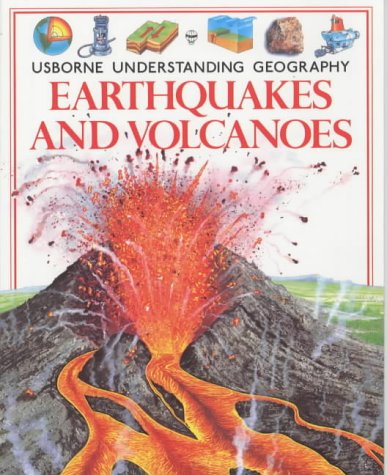 USBORNE UNDERSTANDING GEOGRAPHY
EARTHQUAKES
AND VOLCANOES